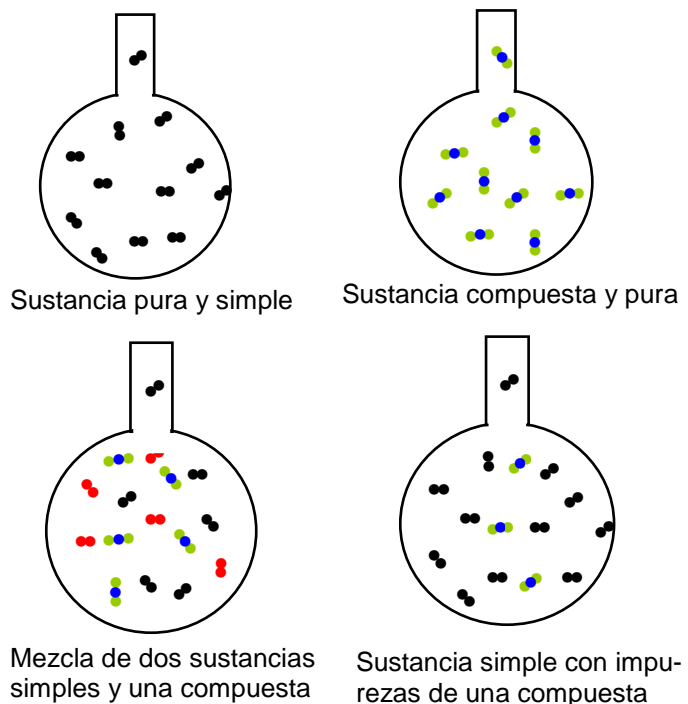 Sustancia pura y simple
Sustancia compuesta y pura
Mezcla de dos sustancias
simples y una compuesta
Sustancia simple con impu-
rezas de una compuesta